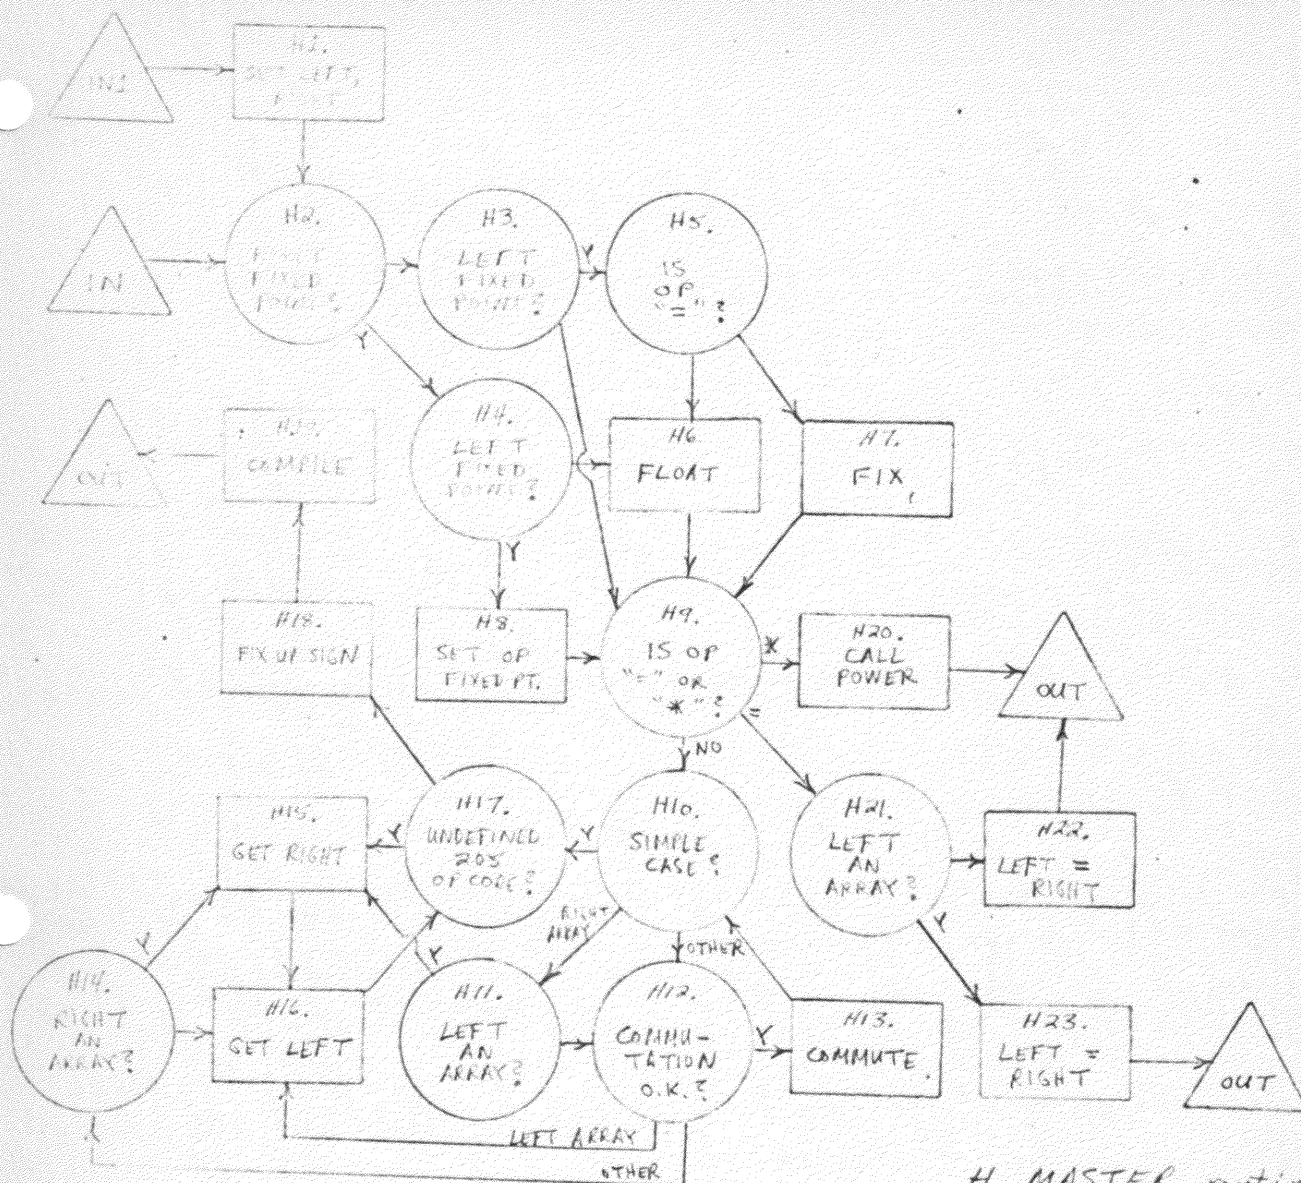 IN1
H1.
LEFT,
H2.
FIXED
POINT?
H3.
LEFT
FIXED
POINT?
Y
H5.
IS
OP
"=" ?
IN
Y
H4.
LEFT
FIXED
POINT?
H6
FLOAT
H7.
FIX
OUT
COMPILE
Y
H18.
FIX UP SIGN
H8.
SET OP
FIXED PT.
H9.
IS OP
"=" OR
"*" ?
*
=
NO
H20.
CALL
POWER
OUT
H15.
GET RIGHT
Y
H17.
UNDEFINED
205
OP CODE?
Y
H10.
SIMPLE
CASE?
H21.
LEFT
AN
ARRAY?
H22.
LEFT =
RIGHT
RIGHT
ARRAY
OTHER
Y
Y
Y
H14.
RIGHT
AN
ARRAY?
H16.
GET LEFT
H11.
LEFT
AN
ARRAY?
H12.
COMMU-
TATION
O.K.?
Y
H13.
COMMUTE
H23.
LEFT =
RIGHT
OUT
LEFT ARRAY
OTHER
H MASTER